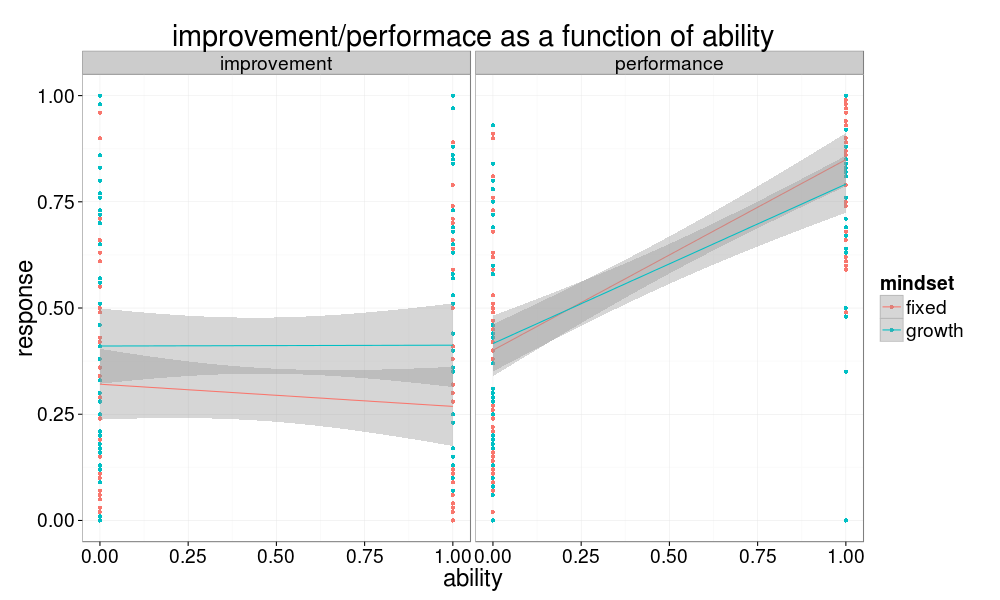 improvement/performace as a function of ability
improvement
performance
response
1.00
0.75
0.50
0.25
0.00
0.00 0.25 0.50 0.75 1.00
0.00 0.25 0.50 0.75 1.00
ability
mindset
fixed
growth